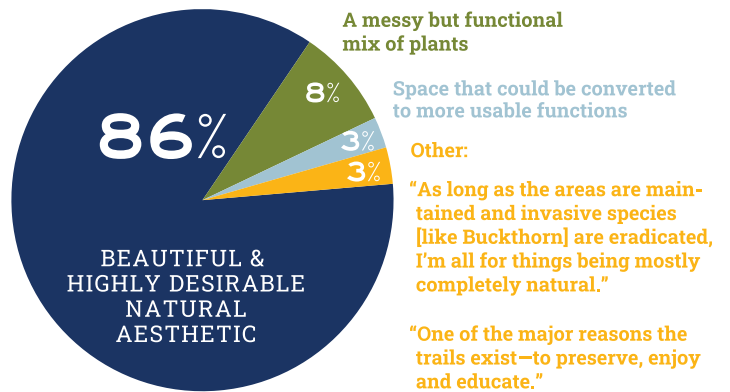 A messy but functional
mix of plants
8%
Space that could be converted
to more usable functions
86%
3%
Other:
3%
“As long as the areas are main-
tained and invasive species
[like Buckthorn] are eradicated,
I’m all for things being mostly
completely natural.”
BEAUTIFUL &
HIGHLY DESIRABLE
NATURAL
AESTHETIC
“One of the major reasons the
trails exist—to preserve, enjoy
and educate.”